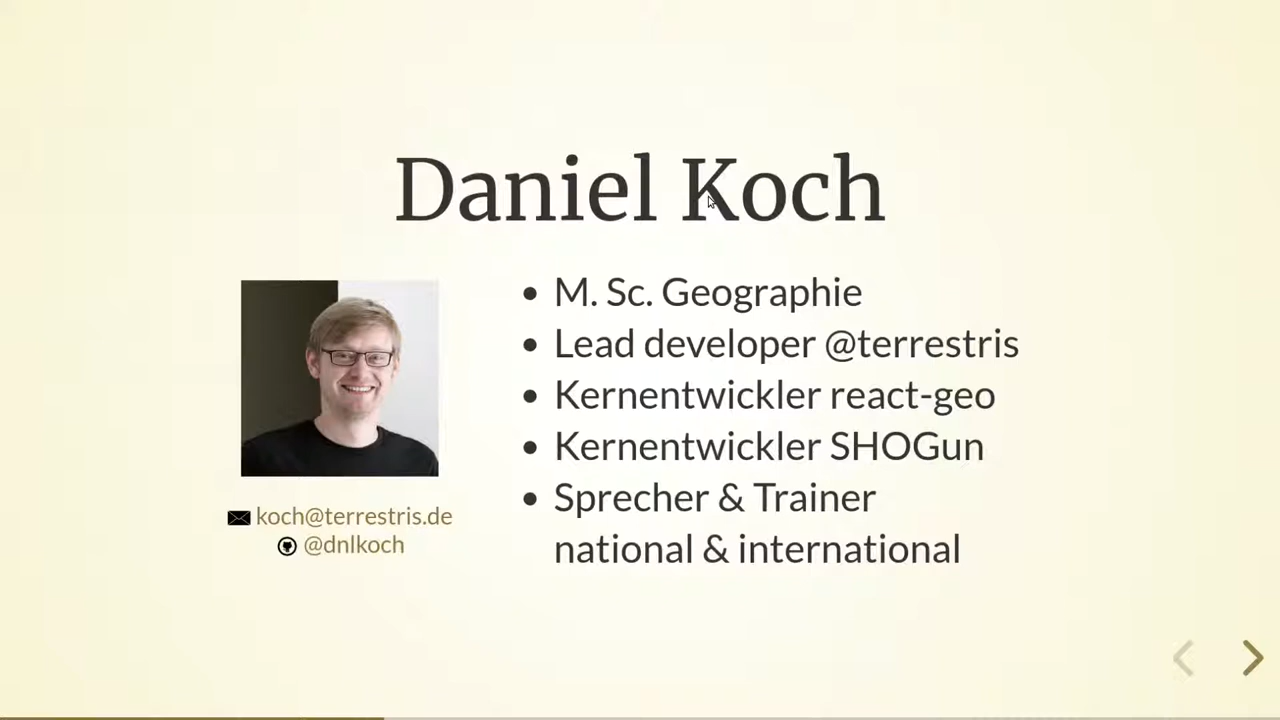 Daniel Koch
M. Sc. Geographie
Lead developer @terrestris
Kernentwickler react-geo
Kernentwickler SHOGun
Sprecher & Trainer
national & international
koch@terrestris.de
@dnlkoch